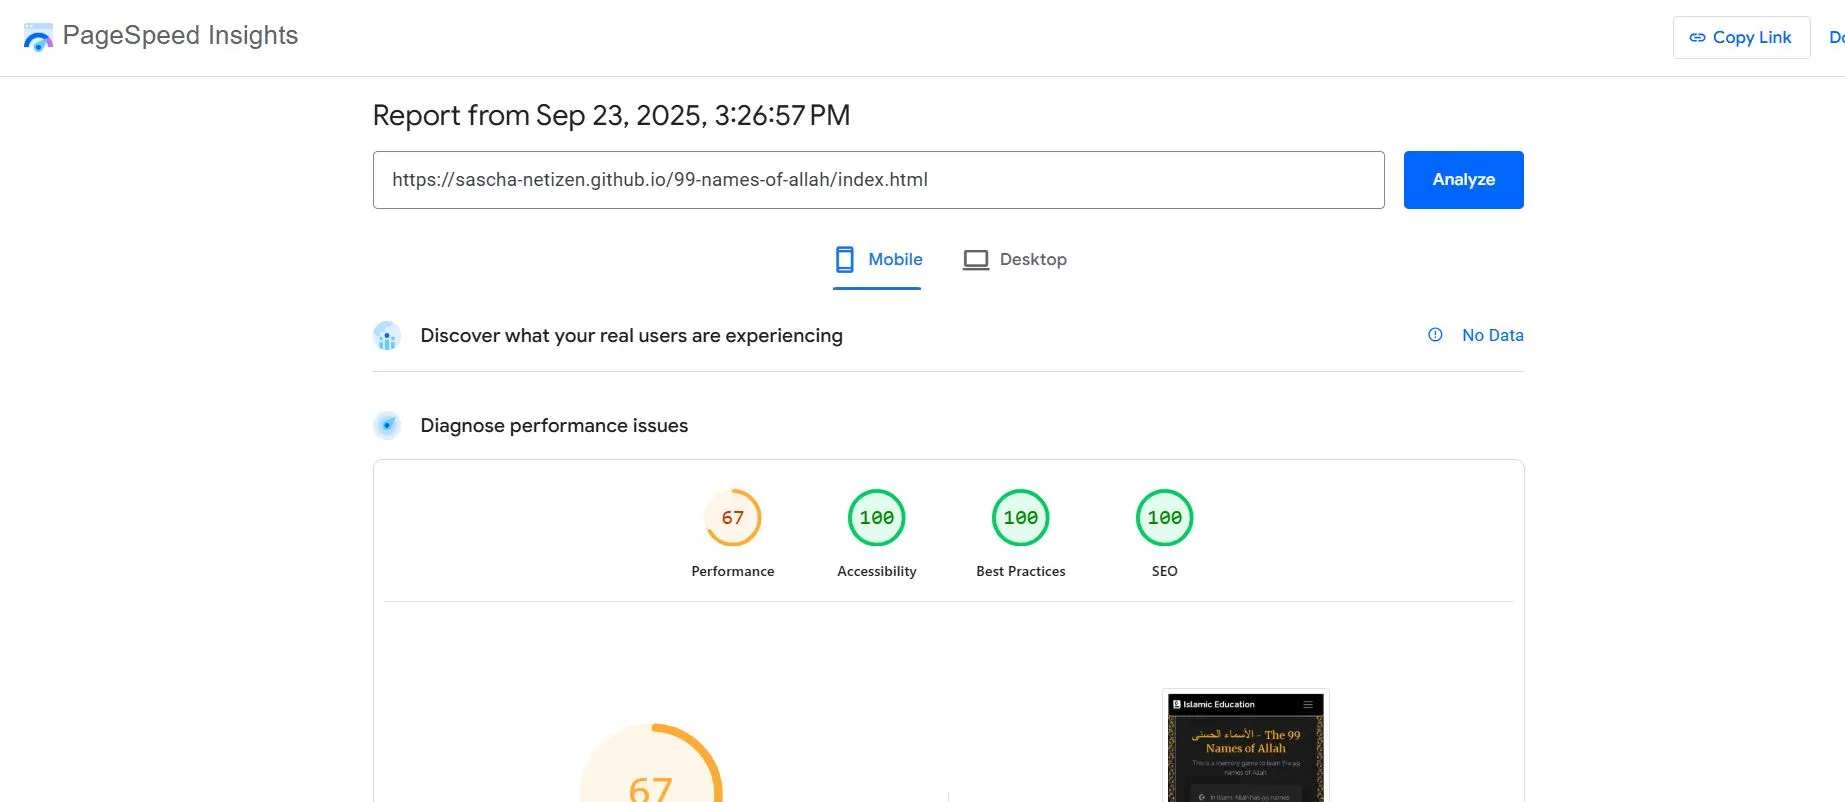 PageSpeed Insights
Copy Link
Report from Sep 23, 2025, 3:26:57 PM
https://sascha-netizen.github.io/99-names-of-allah/index.html
Analyze
Mobile
Desktop
Discover what your real users are experiencing
No Data
Diagnose performance issues
67
100
100
100
Performance
Accessibility
Best Practices
SEO
67
Islamic Education
الأسماء الحسنى - The 99
Names of Allah
This is a memory game to learn the 99
names of Allah
In Islam, Allah has 99 names